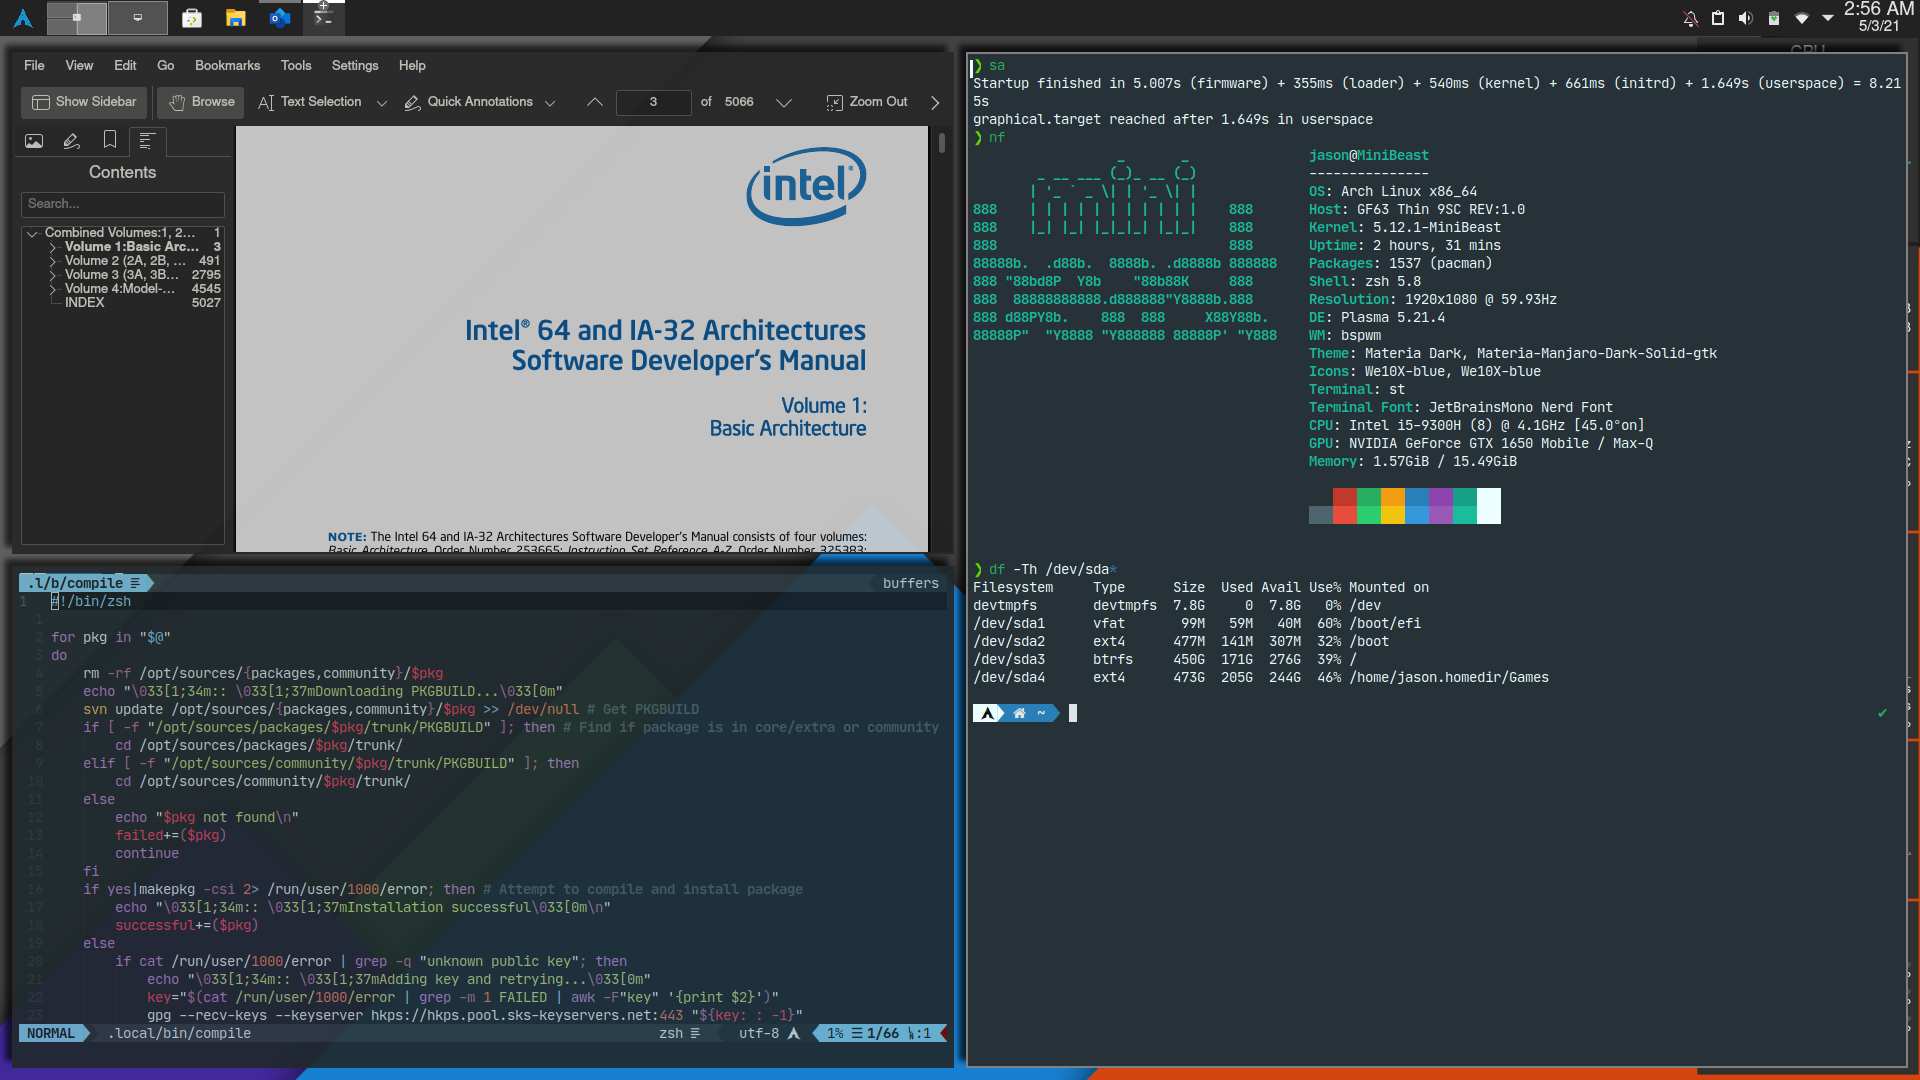 2:56 AM
5/3/21
File View Edit Go Bookmarks Tools Settings Help
Show Sidebar Browse Text Selection Quick Annotations 3 of 5066 Zoom Out
Contents
Search...
Combined Volumes:1, 2... 1
Volume 1:Basic Arc... 3
Volume 2 (2A, 2B, ... 491
Volume 3 (3A, 3B... 2795
Volume 4:Model-... 4545
INDEX 5027
intel®
Intel® 64 and IA-32 Architectures
Software Developer's Manual
Volume 1:
Basic Architecture
NOTE: The Intel 64 and IA-32 Architectures Software Developer's Manual consists of four volumes:
Basic Architecture, Order Number 253665; Instruction Set Reference A-Z, Order Number 325383;
.l/b/compile buffers
1 #!/bin/zsh
1
2 for pkg in "$@"
3 do
4 rm -rf /opt/sources/{packages,community}/$pkg
5 echo "\033[1;34m:: \033[1;37mDownloading PKGBUILD...\033[0m"
6 svn update /opt/sources/{packages,community}/$pkg >> /dev/null # Get PKGBUILD
7 if [ -f "/opt/sources/packages/$pkg/trunk/PKGBUILD" ]; then # Find if package is in core/extra or community
8 cd /opt/sources/packages/$pkg/trunk/
9 elif [ -f "/opt/sources/community/$pkg/trunk/PKGBUILD" ]; then
10 cd /opt/sources/community/$pkg/trunk/
11 else
12 echo "$pkg not found\n"
13 failed+=($pkg)
14 continue
15 fi
16 if yes|makepkg -csi 2> /run/user/1000/error; then # Attempt to compile and install package
17 echo "\033[1;34m:: \033[1;37mInstallation successful\033[0m\n"
18 successful+=($pkg)
19 else
20 if cat /run/user/1000/error | grep -q "unknown public key"; then
21 echo "\033[1;34m:: \033[1;37mAdding key and retrying...\033[0m"
22 key="$(cat /run/user/1000/error | grep -m 1 FAILED | awk -F"key" '{print $2}')"
23 gpg --recv-keys --keyserver hkps://hkps.pool.sks-keyservers.net:443 "${key: : -1}"
NORMAL .local/bin/compile zsh utf-8 1% 1/66 :1
❯ sa
Startup finished in 5.007s (firmware) + 355ms (loader) + 540ms (kernel) + 661ms (initrd) + 1.649s (userspace) = 8.21
5s
graphical.target reached after 1.649s in userspace
❯ nf
jason@MiniBeast
---------------
OS: Arch Linux x86_64
Host: GF63 Thin 9SC REV:1.0
Kernel: 5.12.1-MiniBeast
Uptime: 2 hours, 31 mins
Packages: 1537 (pacman)
Shell: zsh 5.8
Resolution: 1920x1080 @ 59.93Hz
DE: Plasma 5.21.4
WM: bspwm
Theme: Materia Dark, Materia-Manjaro-Dark-Solid-gtk
Icons: We10X-blue, We10X-blue
Terminal: st
Terminal Font: JetBrainsMono Nerd Font
CPU: Intel i5-9300H (8) @ 4.1GHz [45.0°on]
GPU: NVIDIA GeForce GTX 1650 Mobile / Max-Q
Memory: 1.57GiB / 15.49GiB
❯ df -Th /dev/sda*
Filesystem Type Size Used Avail Use% Mounted on
devtmpfs devtmpfs 7.8G 0 7.8G 0% /dev
/dev/sda1 vfat 99M 59M 40M 60% /boot/efi
/dev/sda2 ext4 477M 141M 307M 32% /boot
/dev/sda3 btrfs 450G 171G 276G 39% /
/dev/sda4 ext4 473G 205G 244G 46% /home/jason.homedir/Games
~